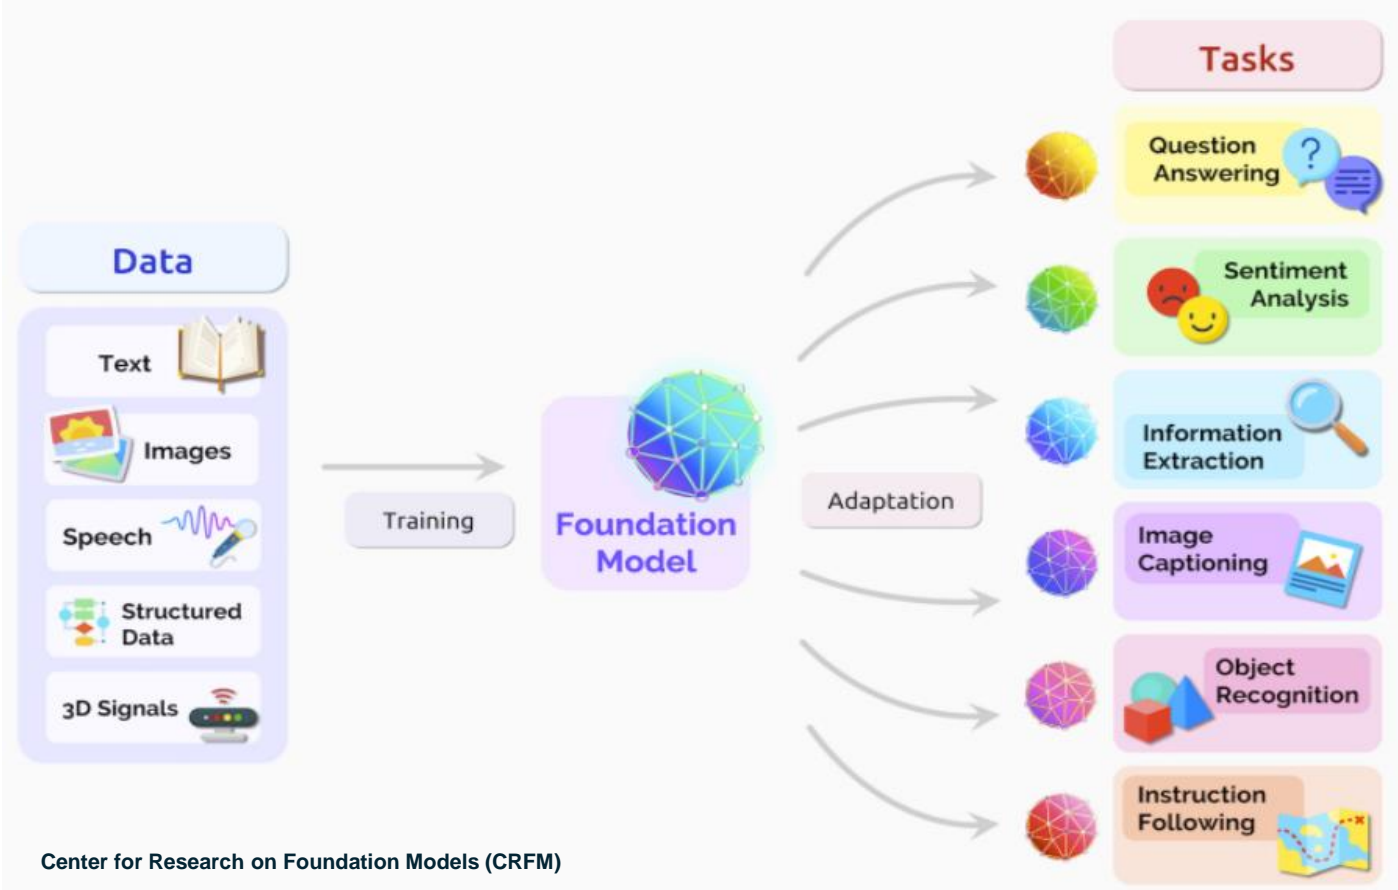 Data
Text
Images
Speech
Structured
Data
3D Signals
Training
Foundation
Model
Adaptation
Tasks
Question
Answering
?
Sentiment
Analysis
Information
Extraction
Image
Captioning
Object
Recognition
Instruction
Following
Center for Research on Foundation Models (CRFM)